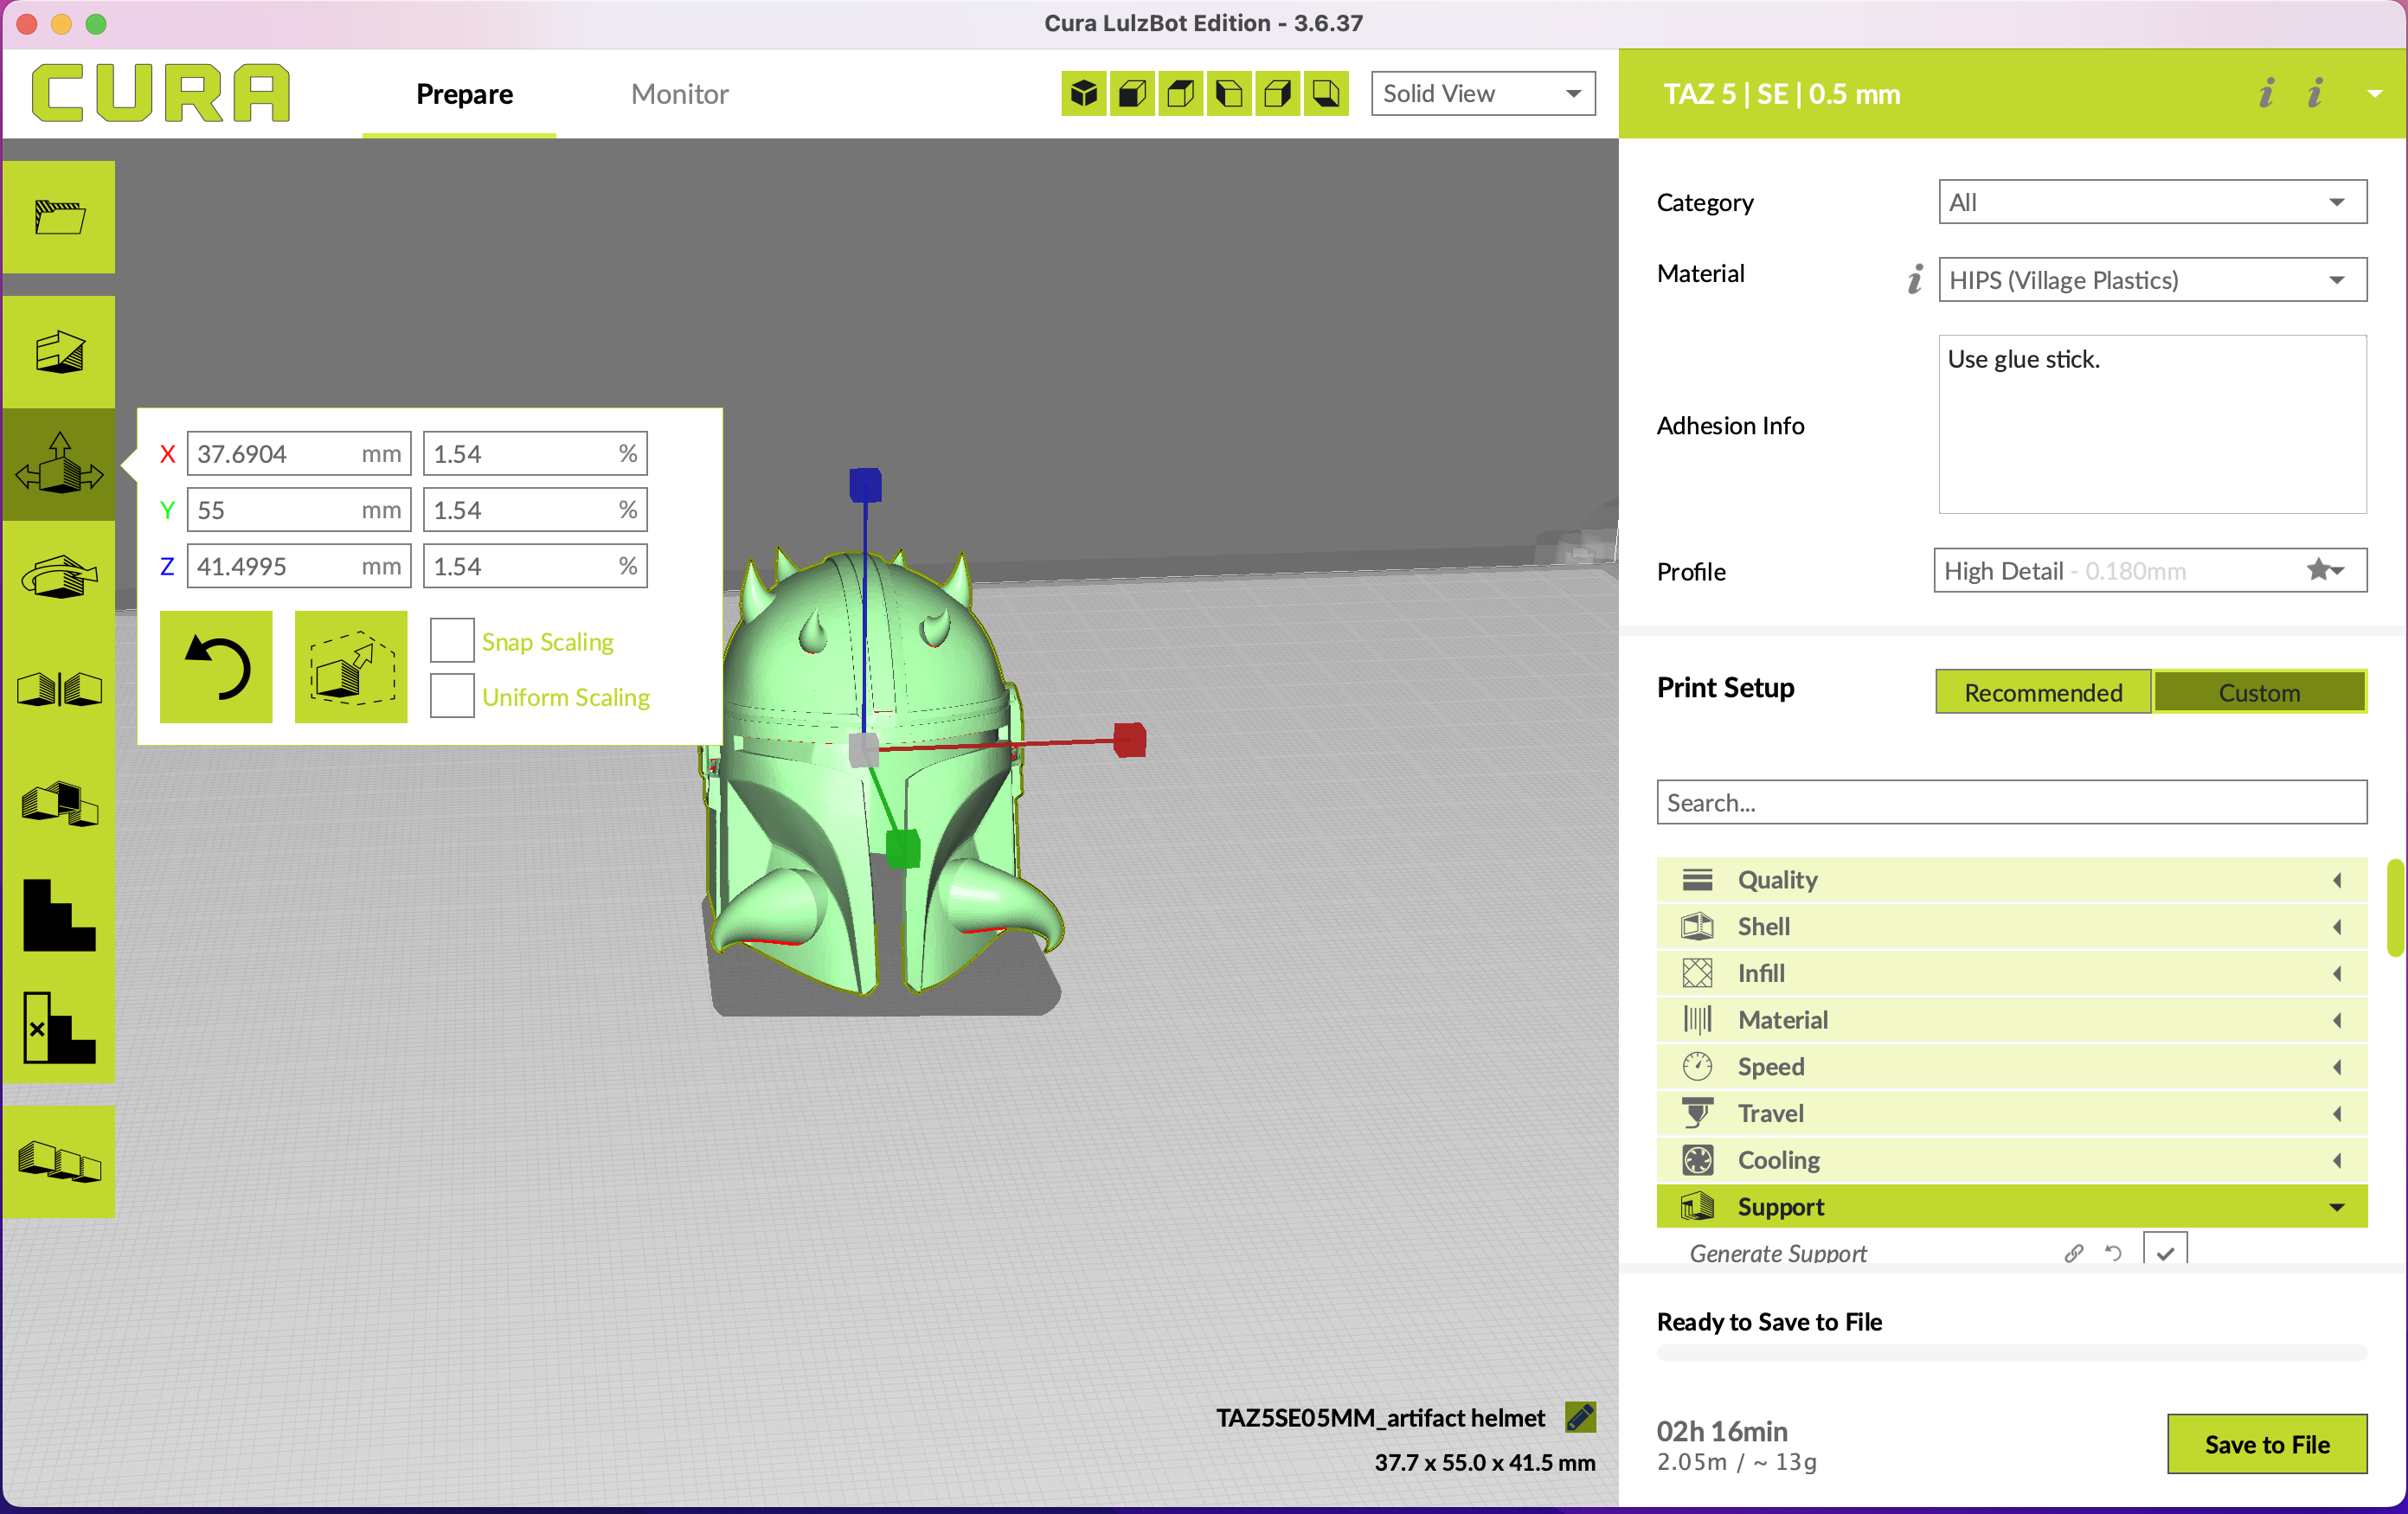 Cura LulzBot Edition - 3.6.37
CURA
Prepare
Monitor
Solid View
TAZ 5 | SE | 0.5 mm
Category
All
Material
HIPS (Village Plastics)
Adhesion Info
Use glue stick.
Profile
High Detail - 0.180mm
X 37.6904 mm 1.54 %
Y 55 mm 1.54 %
Z 41.4995 mm 1.54 %
Snap Scaling
Uniform Scaling
Print Setup
Recommended
Custom
Search...
Quality
Shell
Infill
Material
Speed
Travel
Cooling
Support
Generate Support
Ready to Save to File
TAZ5SE05MM_artifact helmet
37.7 x 55.0 x 41.5 mm
02h 16min
2.05m / ~ 13g
Save to File